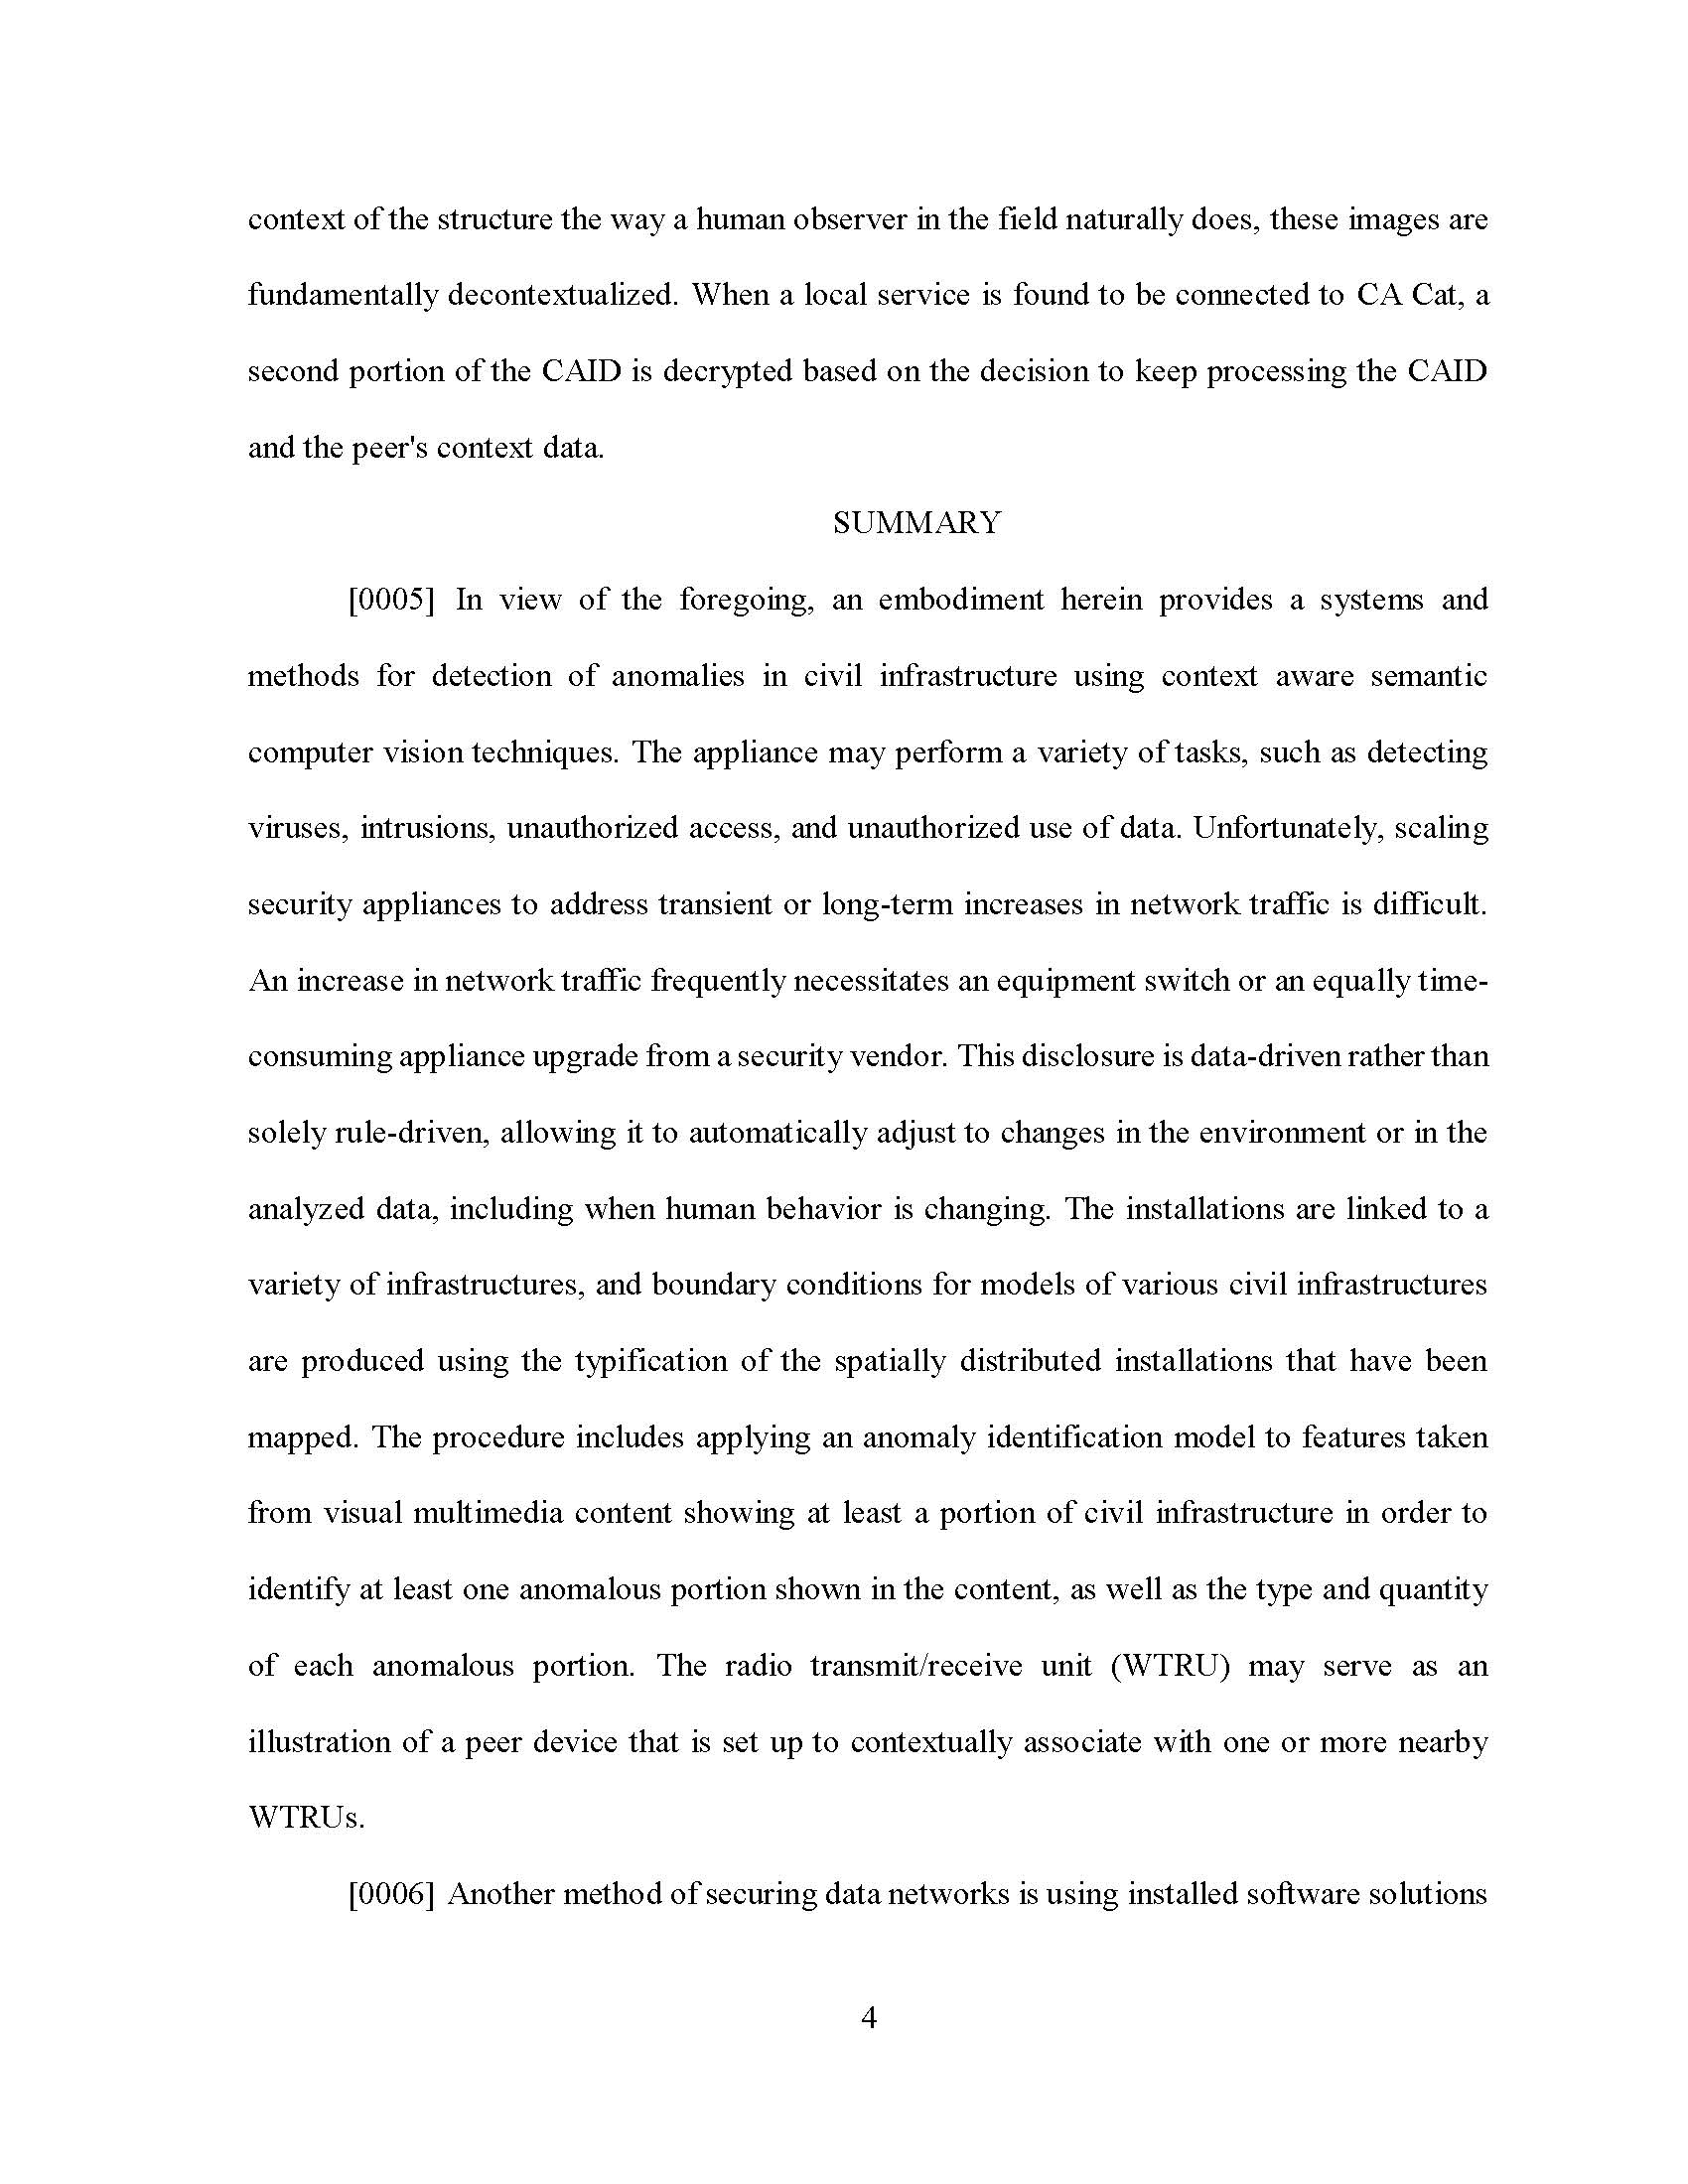 context of the structure the way a human observer in the field naturally does, these images are
fundamentally decontextualized. When a local service is found to be connected to CA Cat, a
second portion of the CAID is decrypted based on the decision to keep processing the CAID
and the peer's context data.
SUMMARY
[0005] In view of the foregoing, an embodiment herein provides a systems and
methods for detection of anomalies in civil infrastructure using context aware semantic
computer vision techniques. The appliance may perform a variety of tasks, such as detecting
viruses, intrusions, unauthorized access, and unauthorized use of data. Unfortunately, scaling
security appliances to address transient or long-term increases in network traffic is difficult.
An increase in network traffic frequently necessitates an equipment switch or an equally time-
consuming appliance upgrade from a security vendor. This disclosure is data-driven rather than
solely rule-driven, allowing it to automatically adjust to changes in the environment or in the
analyzed data, including when human behavior is changing. The installations are linked to a
variety of infrastructures, and boundary conditions for models of various civil infrastructures
are produced using the typification of the spatially distributed installations that have been
mapped. The procedure includes applying an anomaly identification model to features taken
from visual multimedia content showing at least a portion of civil infrastructure in order to
identify at least one anomalous portion shown in the content, as well as the type and quantity
of each anomalous portion. The radio transmit/receive unit (WTRU) may serve as an
illustration of a peer device that is set up to contextually associate with one or more nearby
WTRUs.
[0006] Another method of securing data networks is using installed software solutions
4